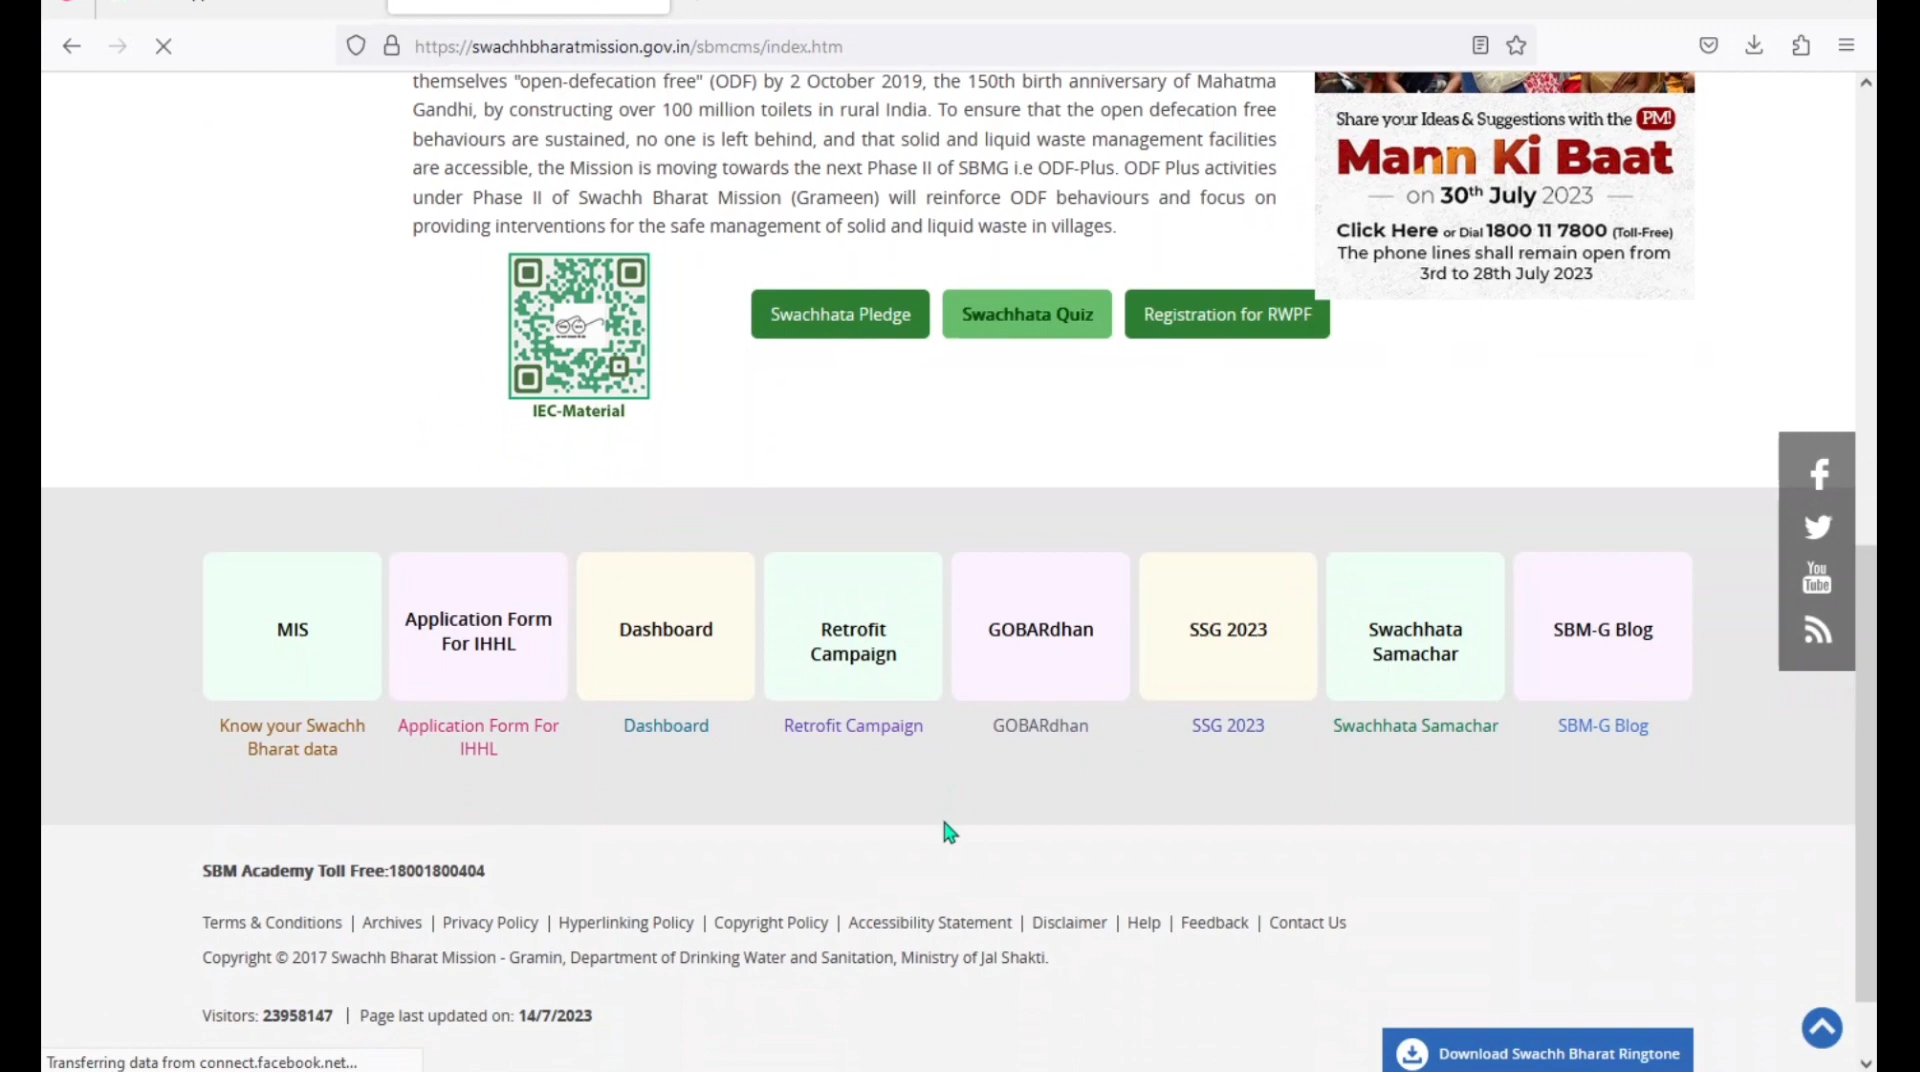 https://swachhbharatmission.gov.in/sbmcms/index.htm
themselves "open-defecation free" (ODF) by 2 October 2019, the 150th birth anniversary of Mahatma
Gandhi, by constructing over 100 million toilets in rural India. To ensure that the open defecation free
behaviours are sustained, no one is left behind, and that solid and liquid waste management facilities
are accessible, the Mission is moving towards the next Phase II of SBMG i.e ODF-Plus. ODF Plus activities
under Phase II of Swachh Bharat Mission (Grameen) will reinforce ODF behaviours and focus on
providing interventions for the safe management of solid and liquid waste in villages.
Share your Ideas & Suggestions with the PM!
Mann Ki Baat
on 30th July 2023
Click Here or Dial 1800 11 7800 (Toll-Free)
The phone lines shall remain open from
3rd to 28th July 2023
IEC-Material
Swachhata Pledge
Swachhata Quiz
Registration for RWPF
You
Tube
MIS
Application Form
For IHHL
Dashboard
Retrofit
Campaign
GOBARdhan
SSG 2023
Swachhata
Samachar
SBM-G Blog
Know your Swachh
Bharat data
Application Form For
IHHL
Dashboard
Retrofit Campaign
GOBARdhan
SSG 2023
Swachhata Samachar
SBM-G Blog
SBM Academy Toll Free:18001800404
Terms & Conditions | Archives | Privacy Policy | Hyperlinking Policy | Copyright Policy | Accessibility Statement | Disclaimer | Help | Feedback | Contact Us
Copyright © 2017 Swachh Bharat Mission - Gramin, Department of Drinking Water and Sanitation, Ministry of Jal Shakti.
Visitors: 23958147 | Page last updated on: 14/7/2023
Download Swachh Bharat Ringtone
Transferring data from connect.facebook.net...